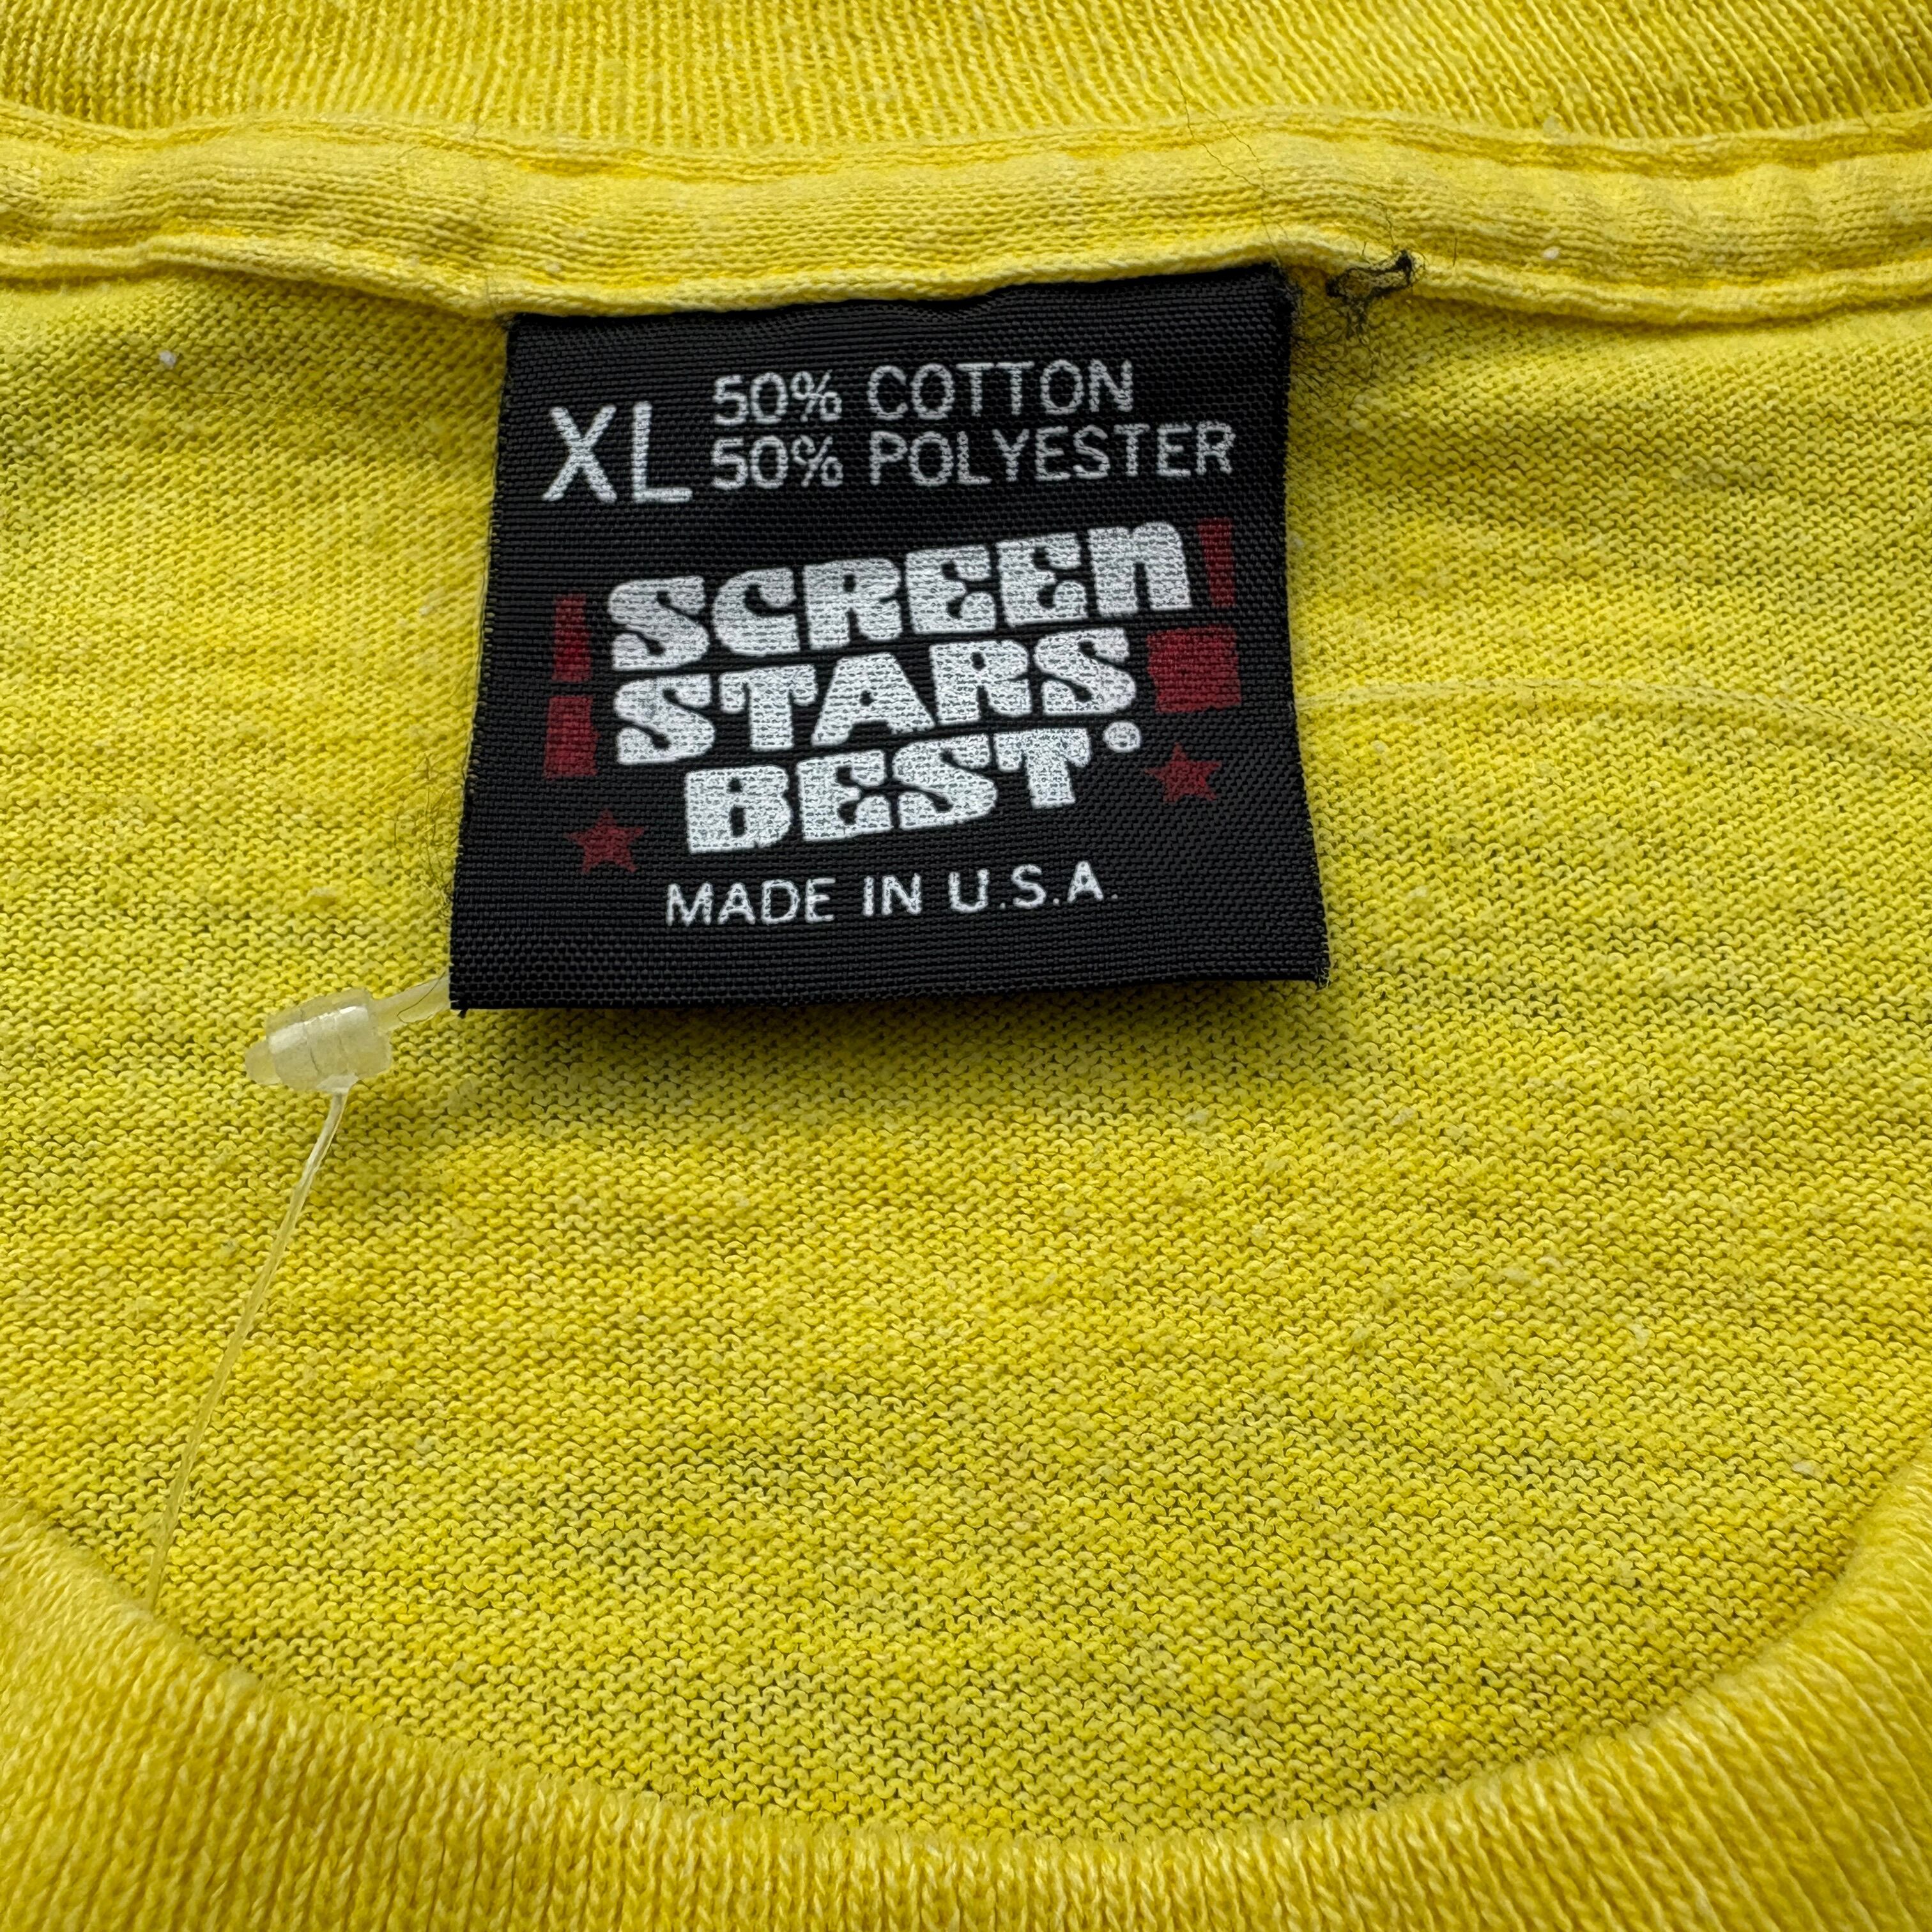 XL 50% COTTON
50% POLYESTER
SCREEN
STARS
BEST®
MADE IN U.S.A.